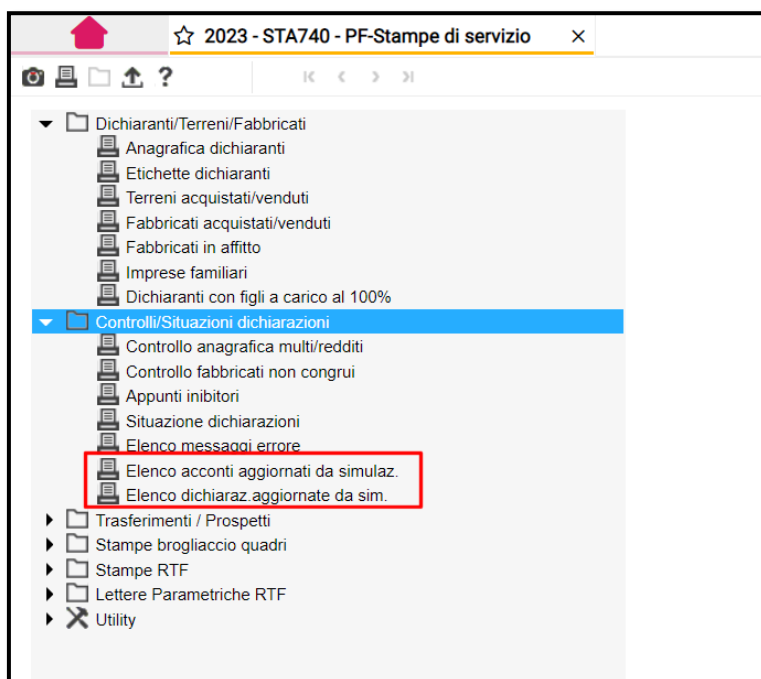 2023 - STA740 - PF-Stampe di servizio
?
Dichiaranti/Terreni/Fabbricati
Anagrafica dichiaranti
Etichette dichiaranti
Terreni acquistati/venduti
Fabbricati acquistati/venduti
Fabbricati in affitto
Imprese familiari
Dichiaranti con figli a carico al 100%
Controlli/Situazioni dichiarazioni
Controllo anagrafica multi/redditi
Controllo fabbricati non congrui
Appunti inibitori
Situazione dichiarazioni
Elenco messaggi errore
Elenco acconti aggiornati da simulaz.
Elenco dichiaraz.aggiornate da sim.
Trasferimenti / Prospetti
Stampe brogliaccio quadri
Stampe RTF
Lettere Parametriche RTF
Utility